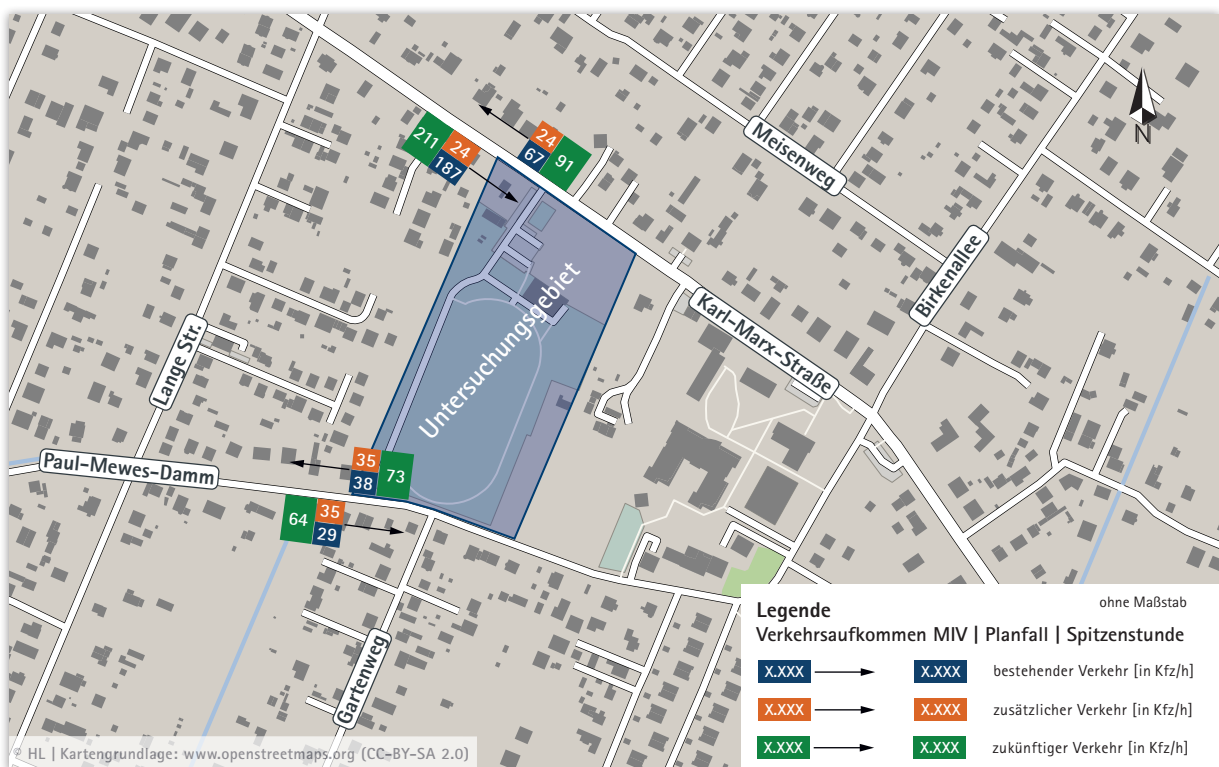 211
24
187
24
67
91
Meisenweg
N
Birkenallee
Untersuchungsgebiet
Karl-Marx-Straße
Lange Str.
Paul-Mewes-Damm
35
38
73
64
35
29
Gartenweg
Legende
ohne Maßstab
Verkehrsaufkommen MIV | Planfall | Spitzenstunde
X.XXX X.XXX bestehender Verkehr [in Kfz/h]
X.XXX X.XXX zusätzlicher Verkehr [in Kfz/h]
X.XXX X.XXX zukünftiger Verkehr [in Kfz/h]
© HL | Kartengrundlage: www.openstreetmaps.org (CC-BY-SA 2.0)